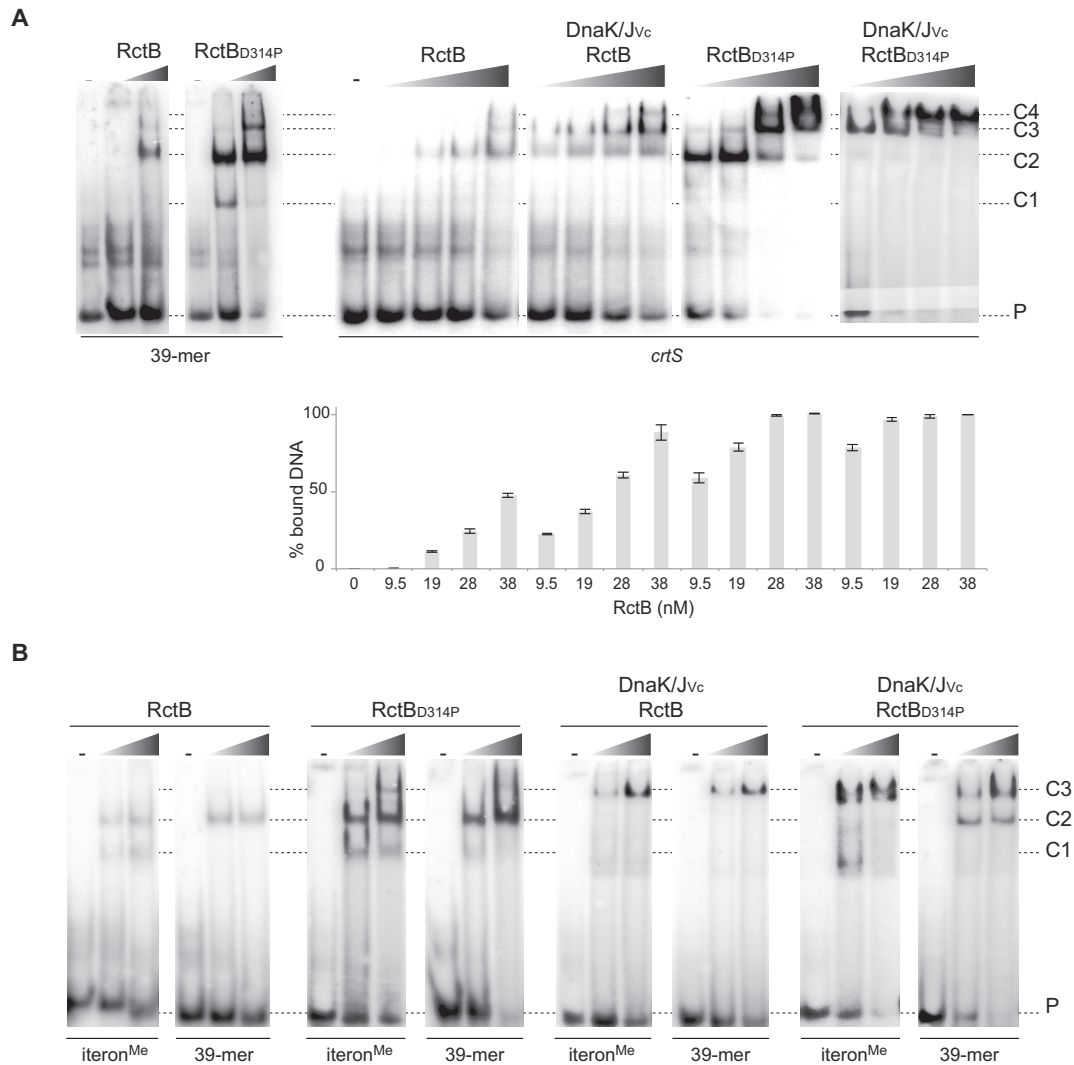 A
RctB
RctBD314P
RctB
DnaK/JVc
RctB
RctBD314P
DnaK/JVc
RctBD314P
- - -
C4
C3
C2
C1
P
39-mer
crtS
% bound DNA
100
50
0
0 9.5 19 28 38 9.5 19 28 38 9.5 19 28 38 9.5 19 28 38
RctB (nM)
B
RctB
RctBD314P
DnaK/JVc
RctB
DnaK/JVc
RctBD314P
- - - - - - - -
C3
C2
C1
P
iteronMe 39-mer iteronMe 39-mer iteronMe 39-mer iteronMe 39-mer